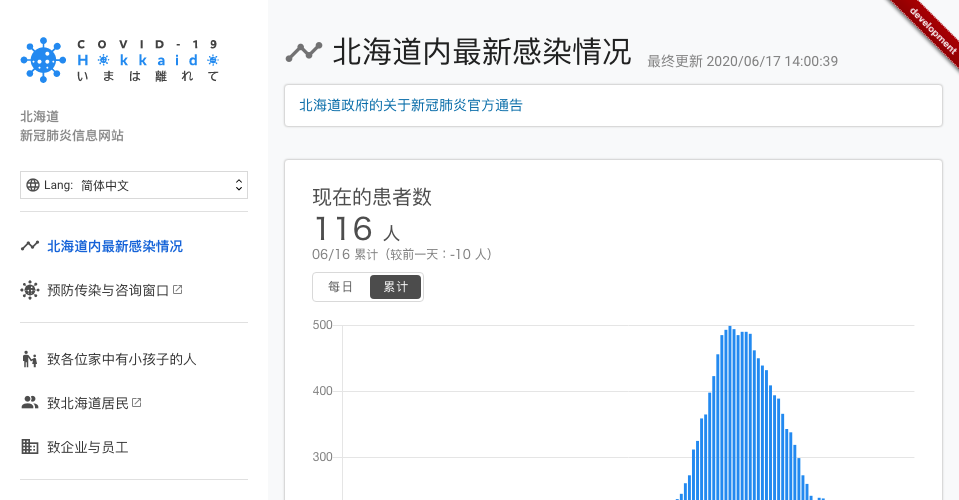 COVID-19
Hokkaido
いまは離れて
北海道
新冠肺炎信息网站
Lang: 简体中文
北海道内最新感染情况
预防传染与咨询窗口
致各位家中有小孩子的人
致北海道居民
致企业与员工
北海道内最新感染情况
最终更新 2020/06/17 14:00:39
development
北海道政府的关于新冠肺炎官方通告
现在的患者数
116 人
06/16 累计（较前一天：-10 人）
每日
累计
500
400
300